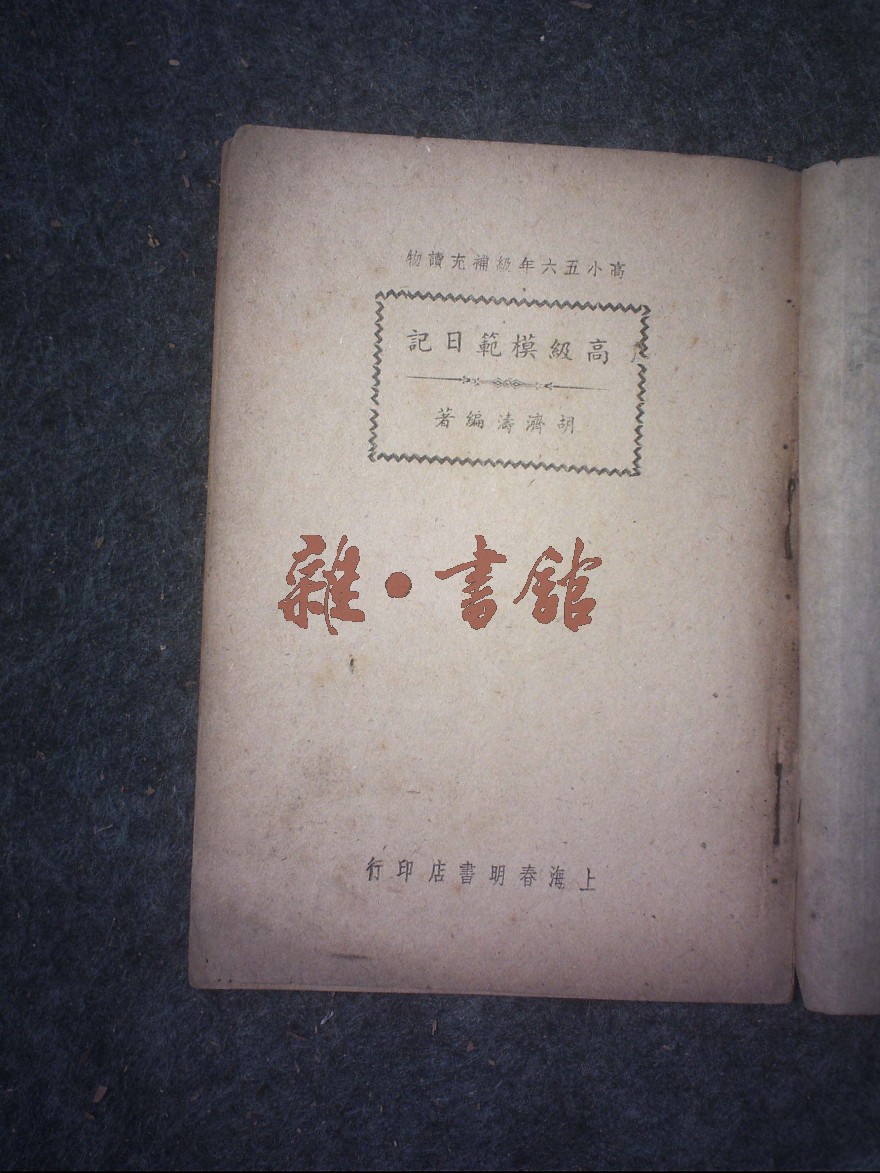 高小五六年級補充讀物
高級模範日記
胡濟濤編著
雜·書館
上海春明書店印行